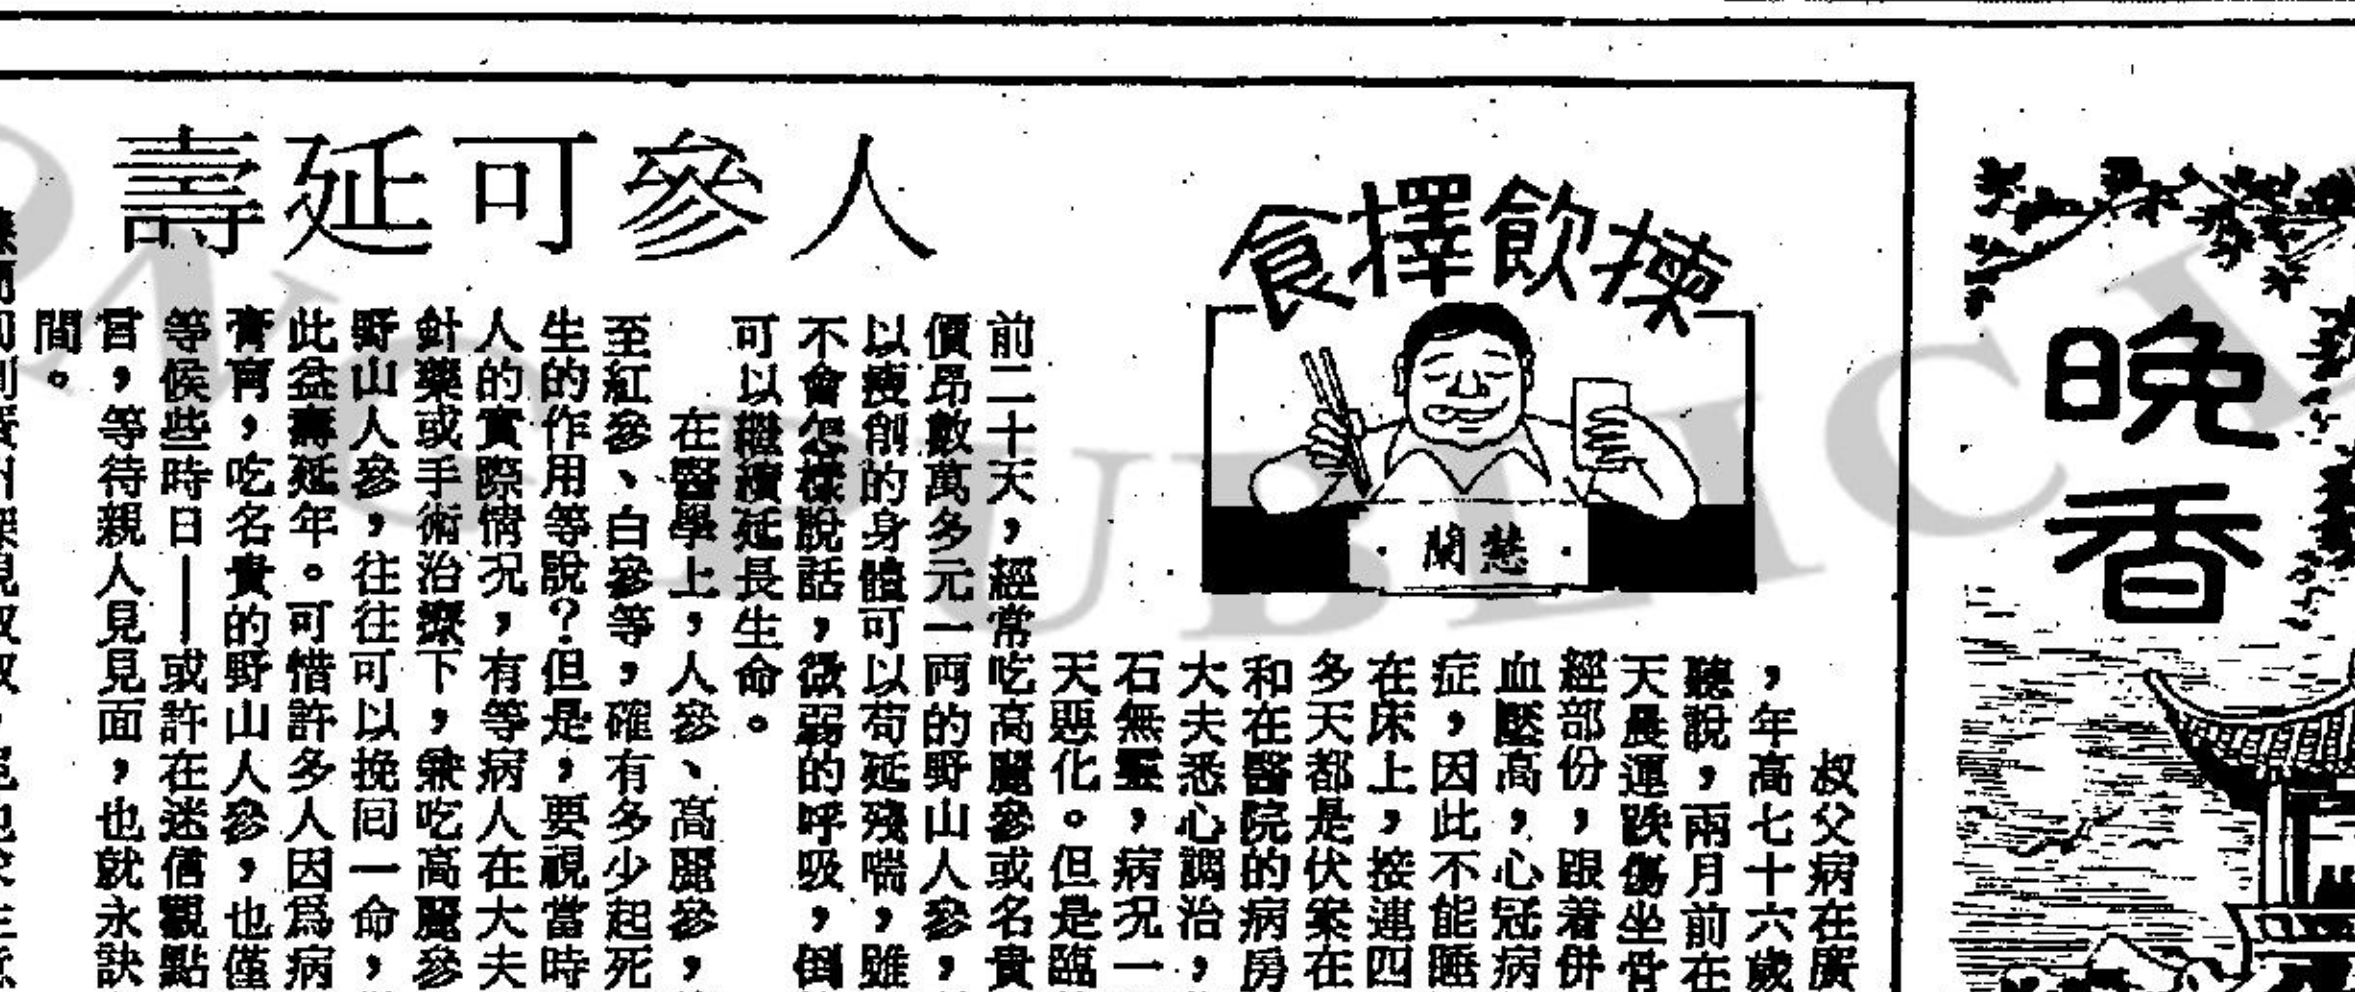 晚香
揀飲擇食
·慧蘭·
人參可延壽
叔父病在廣
，年高七十六歲
聽說，兩月前在
天晨運跌傷坐骨
經部份，跟着併
血壓高，心冠病
症，因此不能睡
在床上，接連四
多天都是伏案在
和在醫院的病房
大夫悉心調治，
石無靈，病況一
天惡化。但是臨
前二十天，經常吃高麗參或名貴
價昂數萬多元一両的野山人參，
以瘦削的身體可以苟延殘喘，雖
不會怎樣說話，微弱的呼吸，倒
可以繼續延長生命。
在醫學上，人參、高麗參，
至紅參、白參等，確有多少起死
生的作用等說？但是，要視當時
人的實際情況，有等病人在大夫
針藥或手術治療下，兼吃高麗參
野山人參，往往可以挽回一命，
此益壽延年。可惜許多人因爲病
膏肓，吃名貴的野山人參，也僅
等候些時日——或許在迷信觀點
言，等待親人見見面，也就永訣
間。
PUBLIC